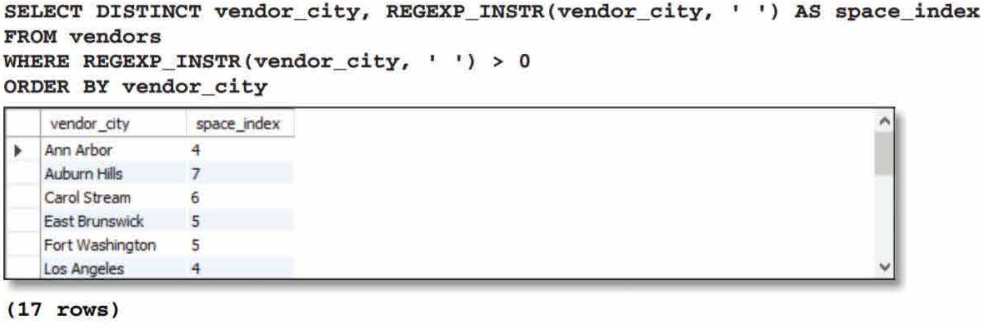 SELECT DISTINCT vendor_city, REGEXP_INSTR(vendor_city, ' ') AS space_index
FROM vendors
WHERE REGEXP_INSTR(vendor_city, ' ') > 0
ORDER BY vendor_city
vendor_city space_index
Ann Arbor 4
Auburn Hills 7
Carol Stream 6
East Brunswick 5
Fort Washington 5
Los Angeles 4
(17 rows)